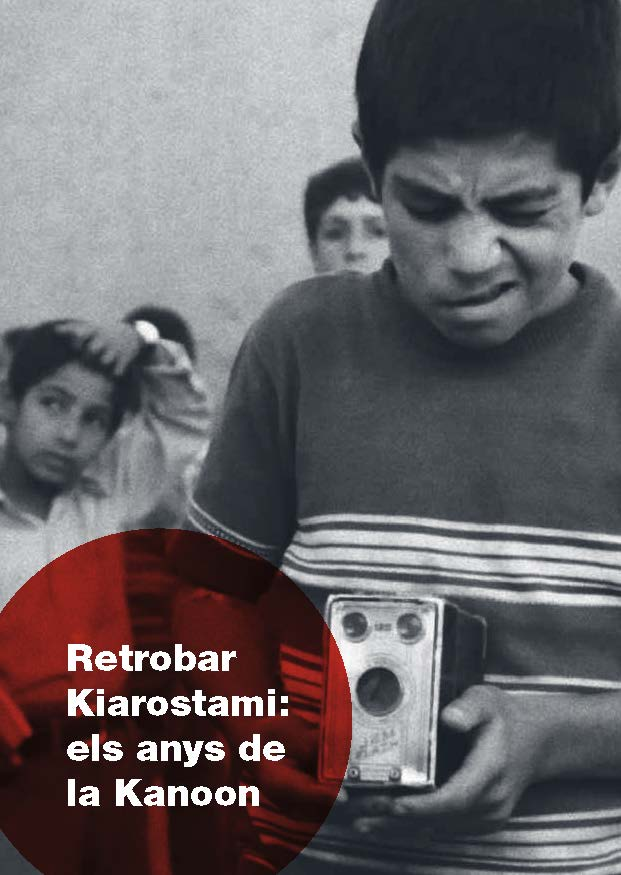 Retrobar
Kiarostami:
els anys de
la Kanoon